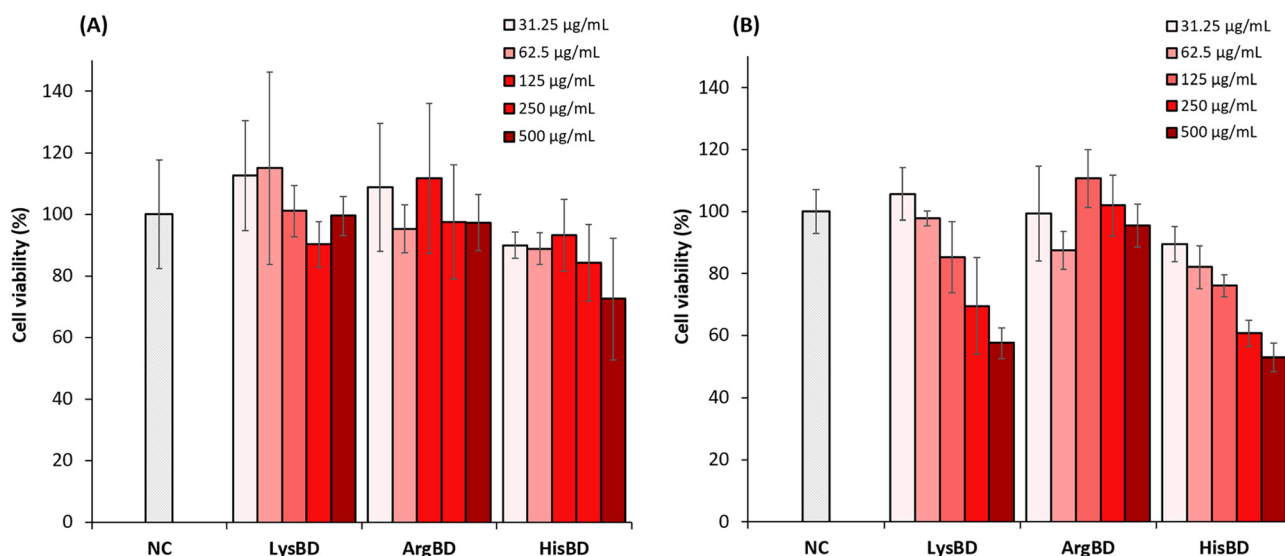 (A)
31.25 µg/mL
62.5 µg/mL
125 µg/mL
250 µg/mL
500 µg/mL
Cell viability (%)
140
120
100
80
60
40
20
0
NC LysBD ArgBD HisBD
(B)
31.25 µg/mL
62.5 µg/mL
125 µg/mL
250 µg/mL
500 µg/mL
Cell viability (%)
140
120
100
80
60
40
20
0
NC LysBD ArgBD HisBD